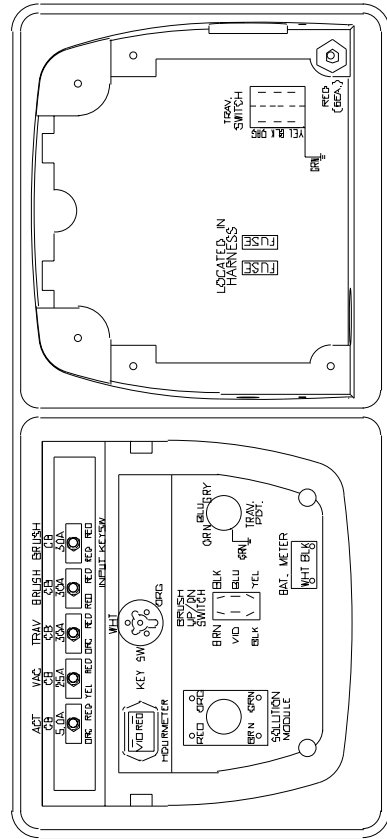 ACT VAC TRAV BRUSH BRUSH
CB CB CB CB CB
5.0A 25A 30A 30A 30A
ORG RED YEL RED ORG RED RED RED RED RED
INPUT KEYSW
WHT
ORG
KEY SW
VIO RED
HOURMETER
BRUSH
UP/DN
SWITCH
BRN BLK
VIO BLU
BLK YEL
ORN BLU GRY
GRN
TRAV.
POT.
RED ORG
BRN GRN
SOLUTION
MODULE
BAT. METER
WHT BLK
LOCATED IN
HARNESS
FUSE FUSE
TRAV.
SWITCH
YEL BLK ORG
GRN
RED
(6EA.)